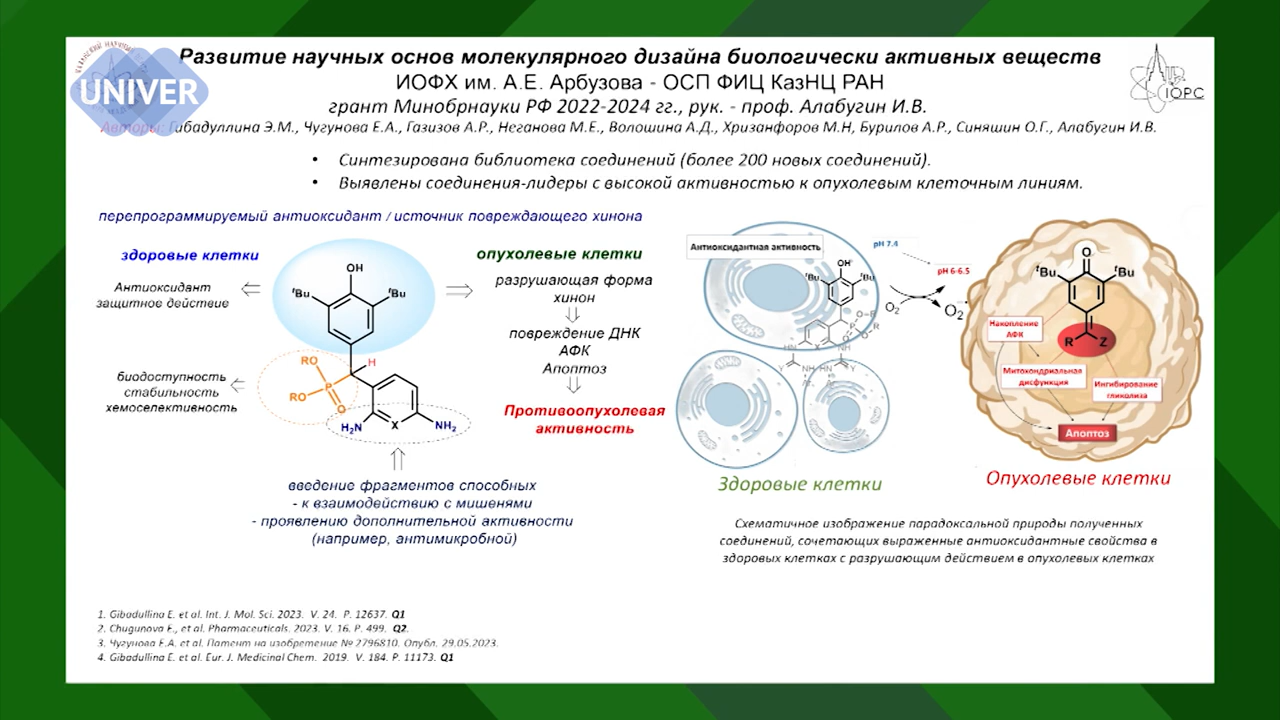 Развитие научных основ молекулярного дизайна биологически активных веществ
UNIVER
ИОФХ им. А.Е. Арбузова - ОСП ФИЦ КазНЦ РАН
IOPC
грант Минобрнауки РФ 2022-2024 гг., рук. - проф. Алабугин И.В.
Авторы: Гибадуллина Э.М., Чугунова Е.А., Газизов А.Р., Неганова М.Е., Волошина А.Д., Хризанфоров М.Н, Бурилов А.Р., Синяшин О.Г., Алабугин И.В.
• Синтезирована библиотека соединений (более 200 новых соединений).
• Выявлены соединения-лидеры с высокой активностью к опухолевым клеточным линиям.
перепрограммируемый антиоксидант / источник повреждающего хинона
здоровые клетки
Антиоксидант
защитное действие
биодоступность
стабильность
хемоселективность
OH
tBu
tBu
RO
H
P
RO
O
H2N
X
NH2
опухолевые клетки
разрушающая форма
хинон
повреждение ДНК
АФК
Апоптоз
Противоопухолевая
активность
введение фрагментов способных
- к взаимодействию с мишенями
- проявлению дополнительной активности
(например, антимикробной)
Антиоксидантная активность
pH 7.4
pH 6-6.5
OH
tBu
tBu
O2
O2
O
tBu
tBu
R
Z
Накопление
АФК
Митохондриальная
дисфункция
Ингибирование
гликолиза
Апоптоз
Здоровые клетки
Опухолевые клетки
Схематичное изображение парадоксальной природы полученных
соединений, сочетающих выраженные антиоксидантные свойства в
здоровых клетках с разрушающим действием в опухолевых клетках
1. Gibadullina E. et al. Int. J. Mol. Sci. 2023. V. 24. P. 12637. Q1
2. Chugunova E., et al. Pharmaceuticals. 2023. V. 16. P. 499. Q2.
3. Чугунова Е.А. et al. Патент на изобретение № 2796810. Опубл. 29.05.2023.
4. Gibadullina E. et al. Eur. J. Medicinal Chem. 2019. V. 184. P. 11173. Q1